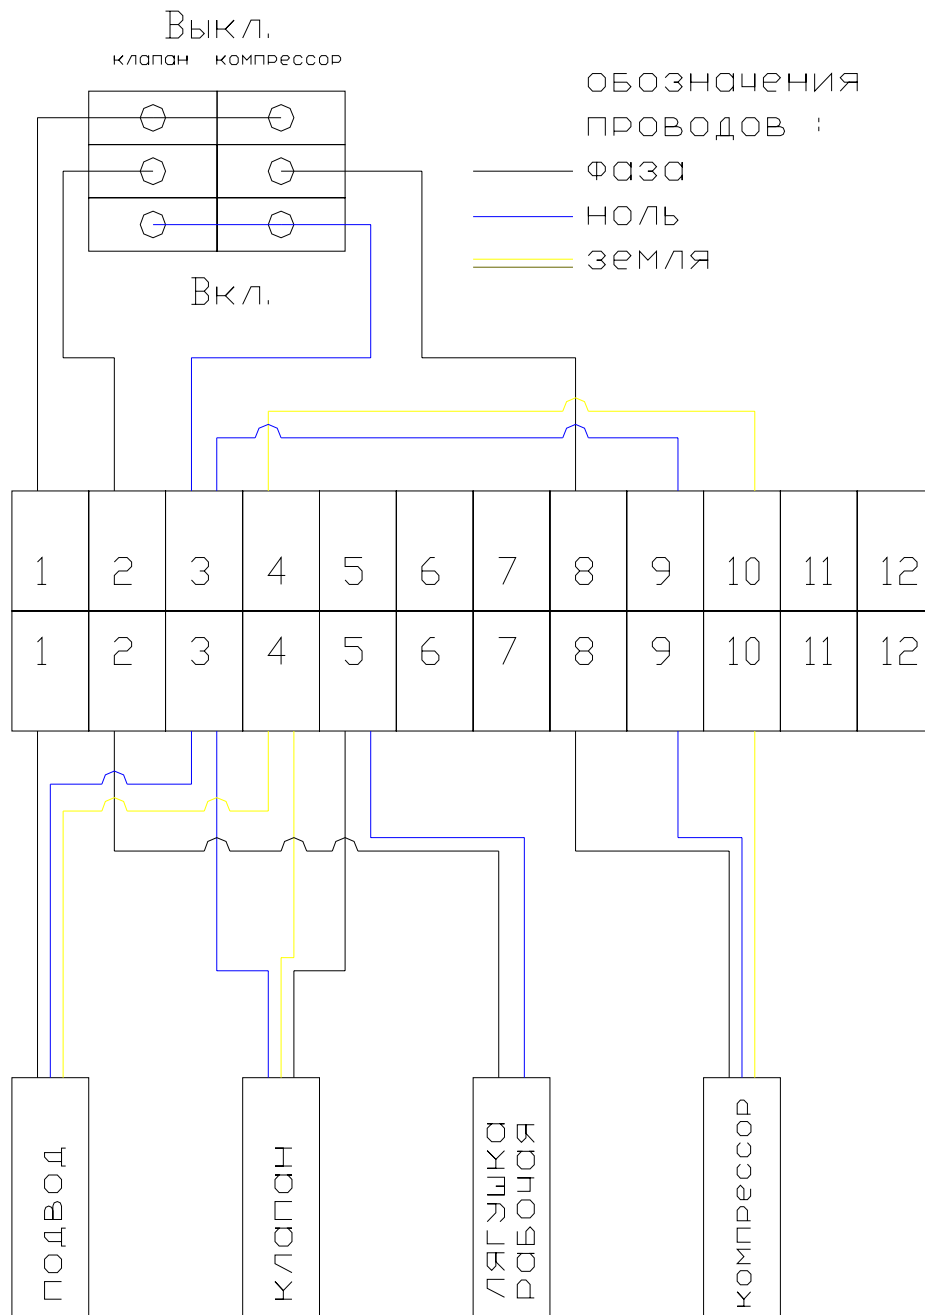 Выкл.
клапан компрессор
Вкл.
обозначения
проводов :
фаза
ноль
земля
1 2 3 4 5 6 7 8 9 10 11 12
1 2 3 4 5 6 7 8 9 10 11 12
подвод
клапан
лягушка
рабочая
компрессор